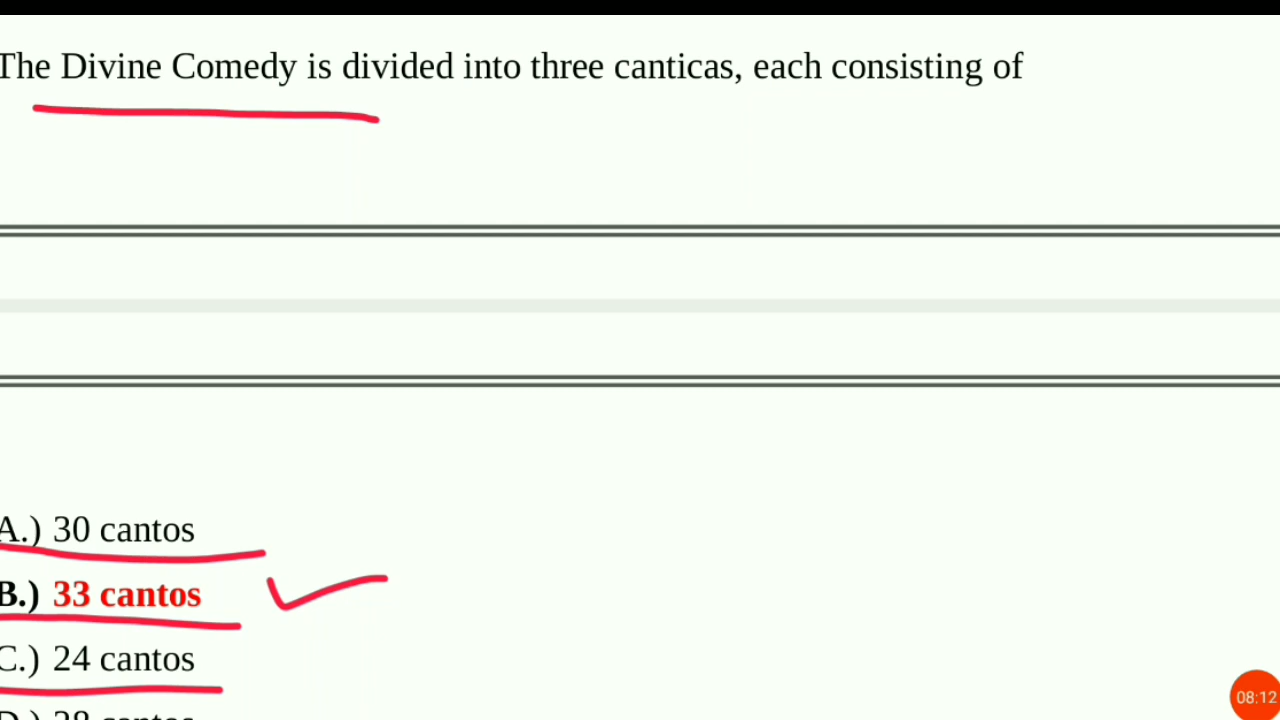 The Divine Comedy is divided into three canticas, each consisting of
A.) 30 cantos
B.) 33 cantos
C.) 24 cantos
08:12